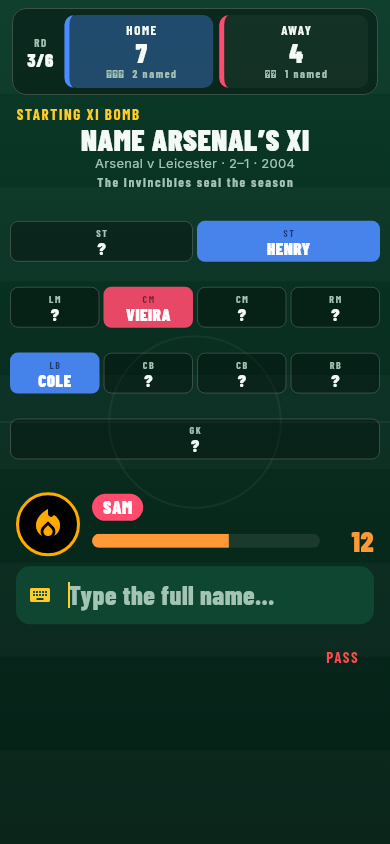 RD
3/6
HOME
7
2 named
AWAY
4
1 named
STARTING XI BOMB
NAME ARSENAL'S XI
Arsenal v Leicester · 2–1 · 2004
The Invincibles seal the season
ST
?
ST
HENRY
LM
?
CM
VIEIRA
CM
?
RM
?
LB
COLE
CB
?
CB
?
RB
?
GK
?
SAM
12
Type the full name...
PASS